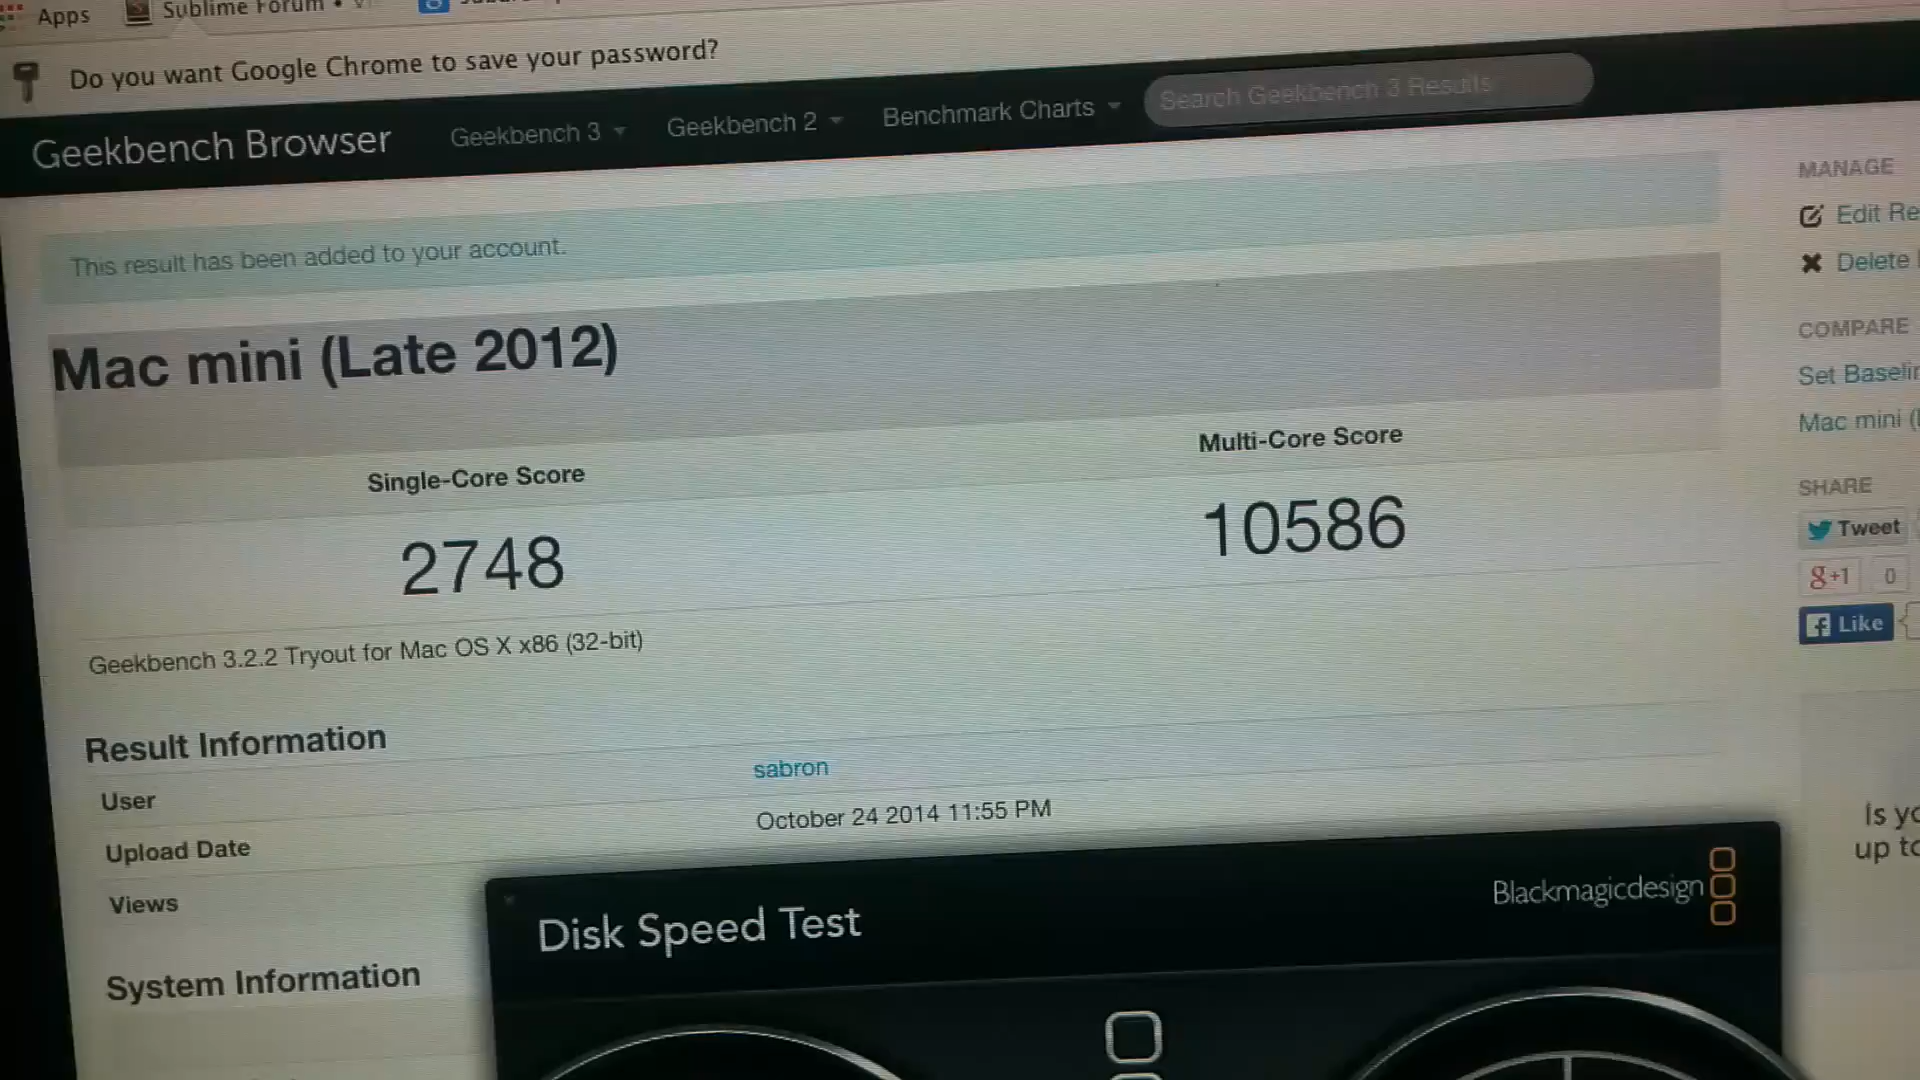 Apps
Sublime Forum
Do you want Google Chrome to save your password?
Geekbench Browser
Geekbench 3
Geekbench 2
Benchmark Charts
Search Geekbench 3 Results
This result has been added to your account.
Mac mini (Late 2012)
Single-Core Score
Multi-Core Score
2748
10586
Geekbench 3.2.2 Tryout for Mac OS X x86 (32-bit)
Result Information
User
sabron
Upload Date
October 24 2014 11:55 PM
Views
System Information
MANAGE
Edit Re
Delete
COMPARE
Set Baselin
Mac mini (
SHARE
Tweet
g+1
0
Like
Is yo
up to
Disk Speed Test
Blackmagicdesign